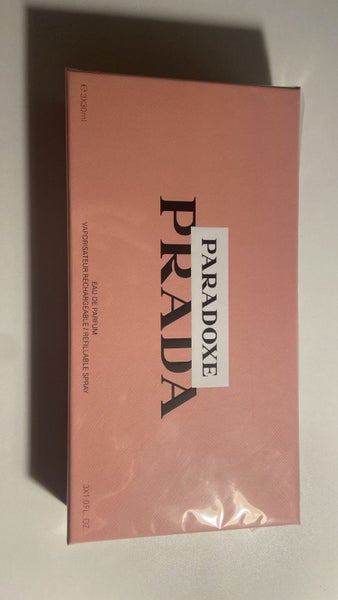 PARADOXE
PRADA
EAU DE PARFUM
VAPORISATEUR RECHARGEABLE / REFILLABLE SPRAY
℮ 3X30ml
3X1.0 FL. OZ.